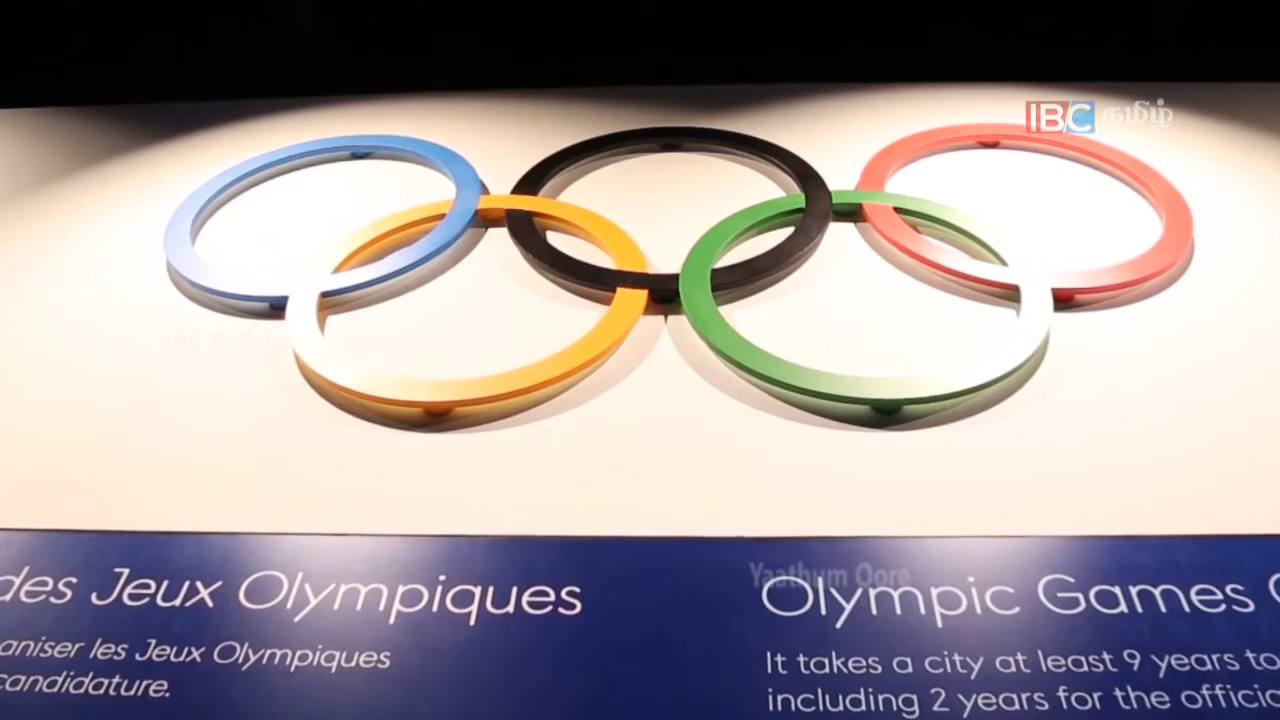 IBC தமிழ்
des Jeux Olympiques
aniser les Jeux Olympiques
candidature.
Yaathum Oore
Olympic Games
It takes a city at least 9 years to
including 2 years for the officia